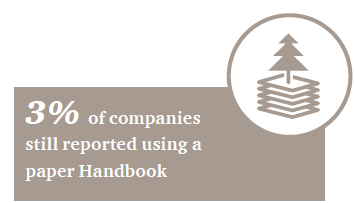 3% of companies
still reported using a
paper Handbook